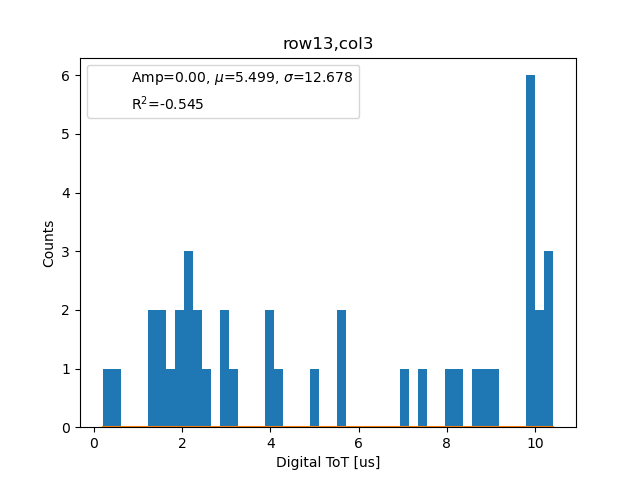 row13,col3
Amp=0.00, μ=5.499, σ=12.678
R²=-0.545
Counts
6
5
4
3
2
1
0
0 2 4 6 8 10
Digital ToT [us]